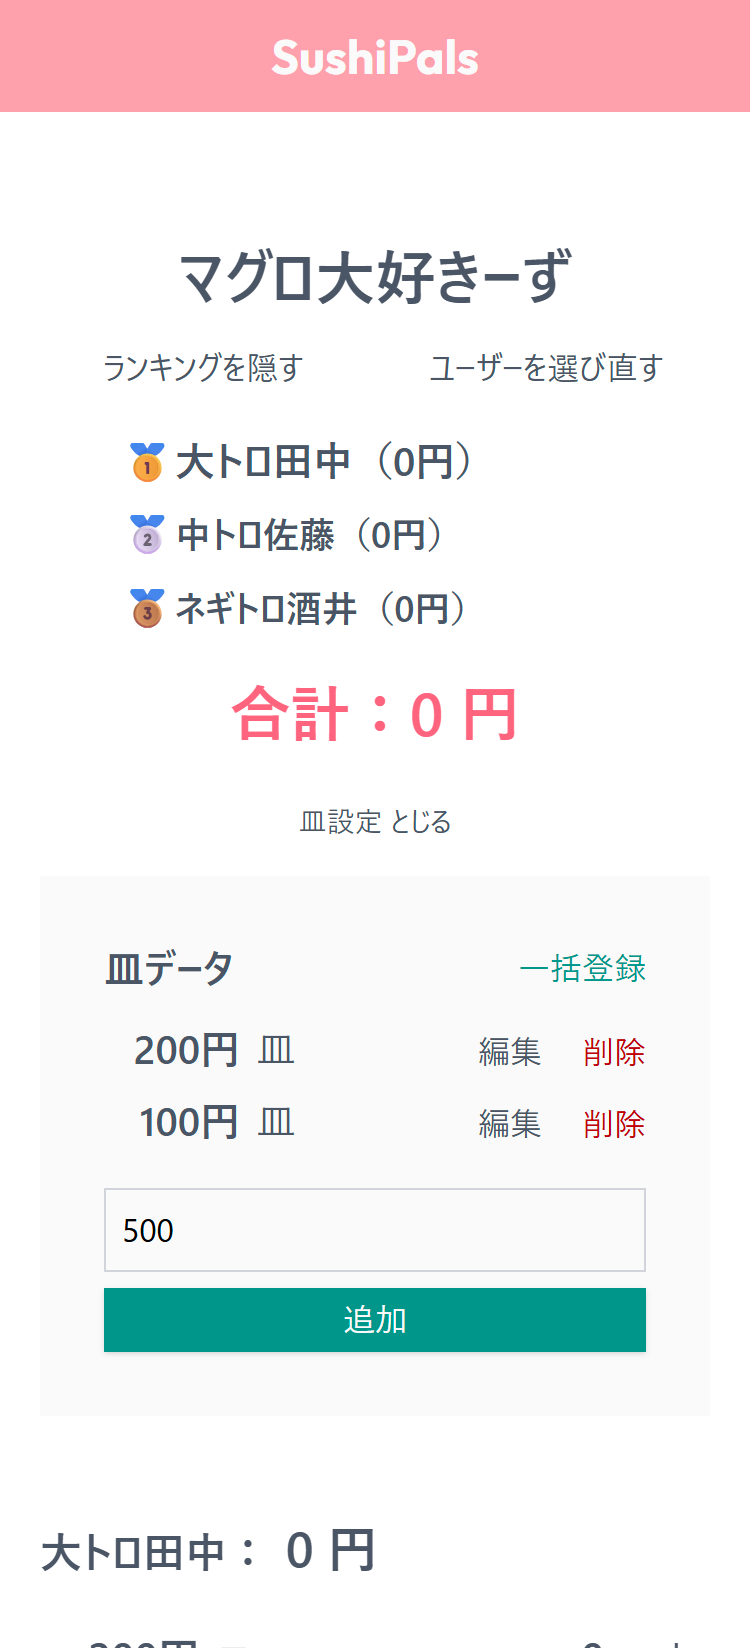 SushiPals
マグロ大好きーず
ランキングを隠す ユーザーを選び直す
1 大トロ田中（0円）
2 中トロ佐藤（0円）
3 ネギトロ酒井（0円）
合計：0 円
皿設定 とじる
皿データ 一括登録
200円 皿 編集 削除
100円 皿 編集 削除
500
追加
大トロ田中： 0 円